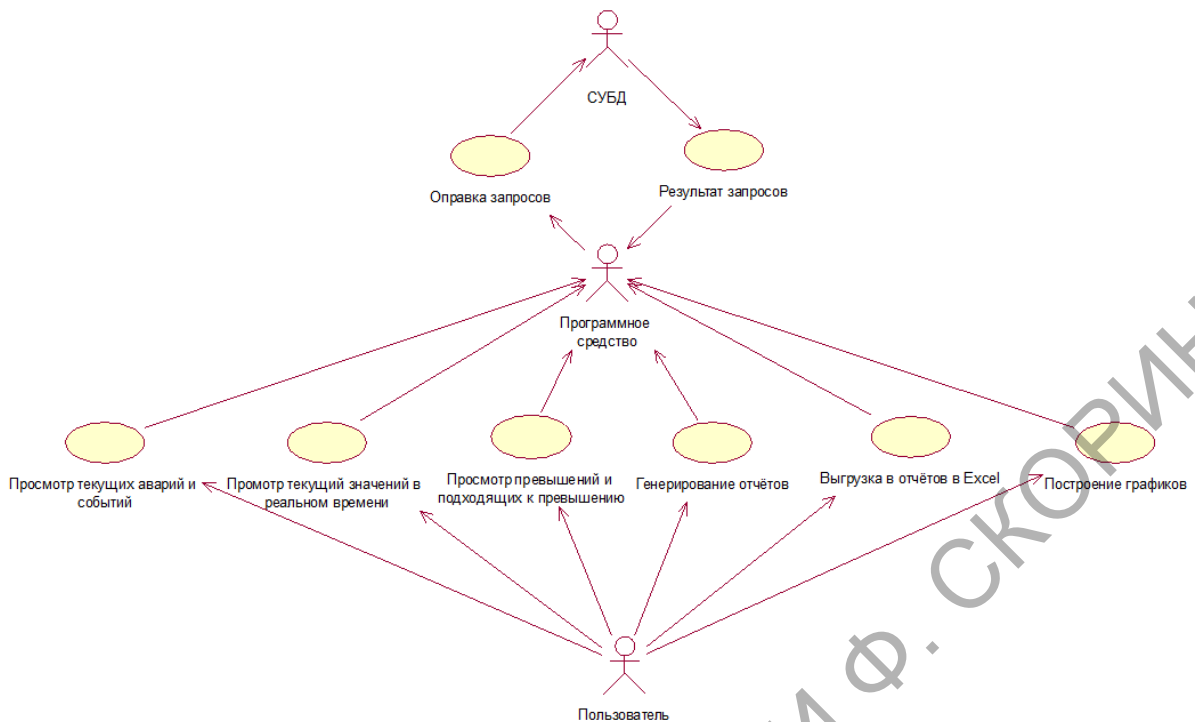 СУБД
Оправка запросов
Результат запросов
Программное
средство
Просмотр текущих аварий и
событий
Промотр текущий значений в
реальном времени
Просмотр превышений и
подходящих к превышению
Генерирование отчётов
Выгрузка в отчётов в Excel
Построение графиков
Пользователь
И Ф. СКОРИН